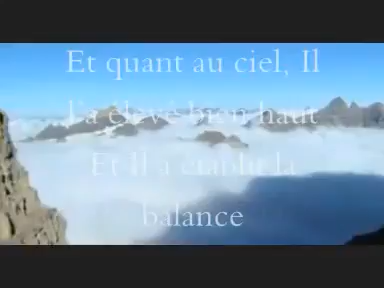 Et quant au ciel, Il
l'a élevé bien haut
Et Il a établi la
balance